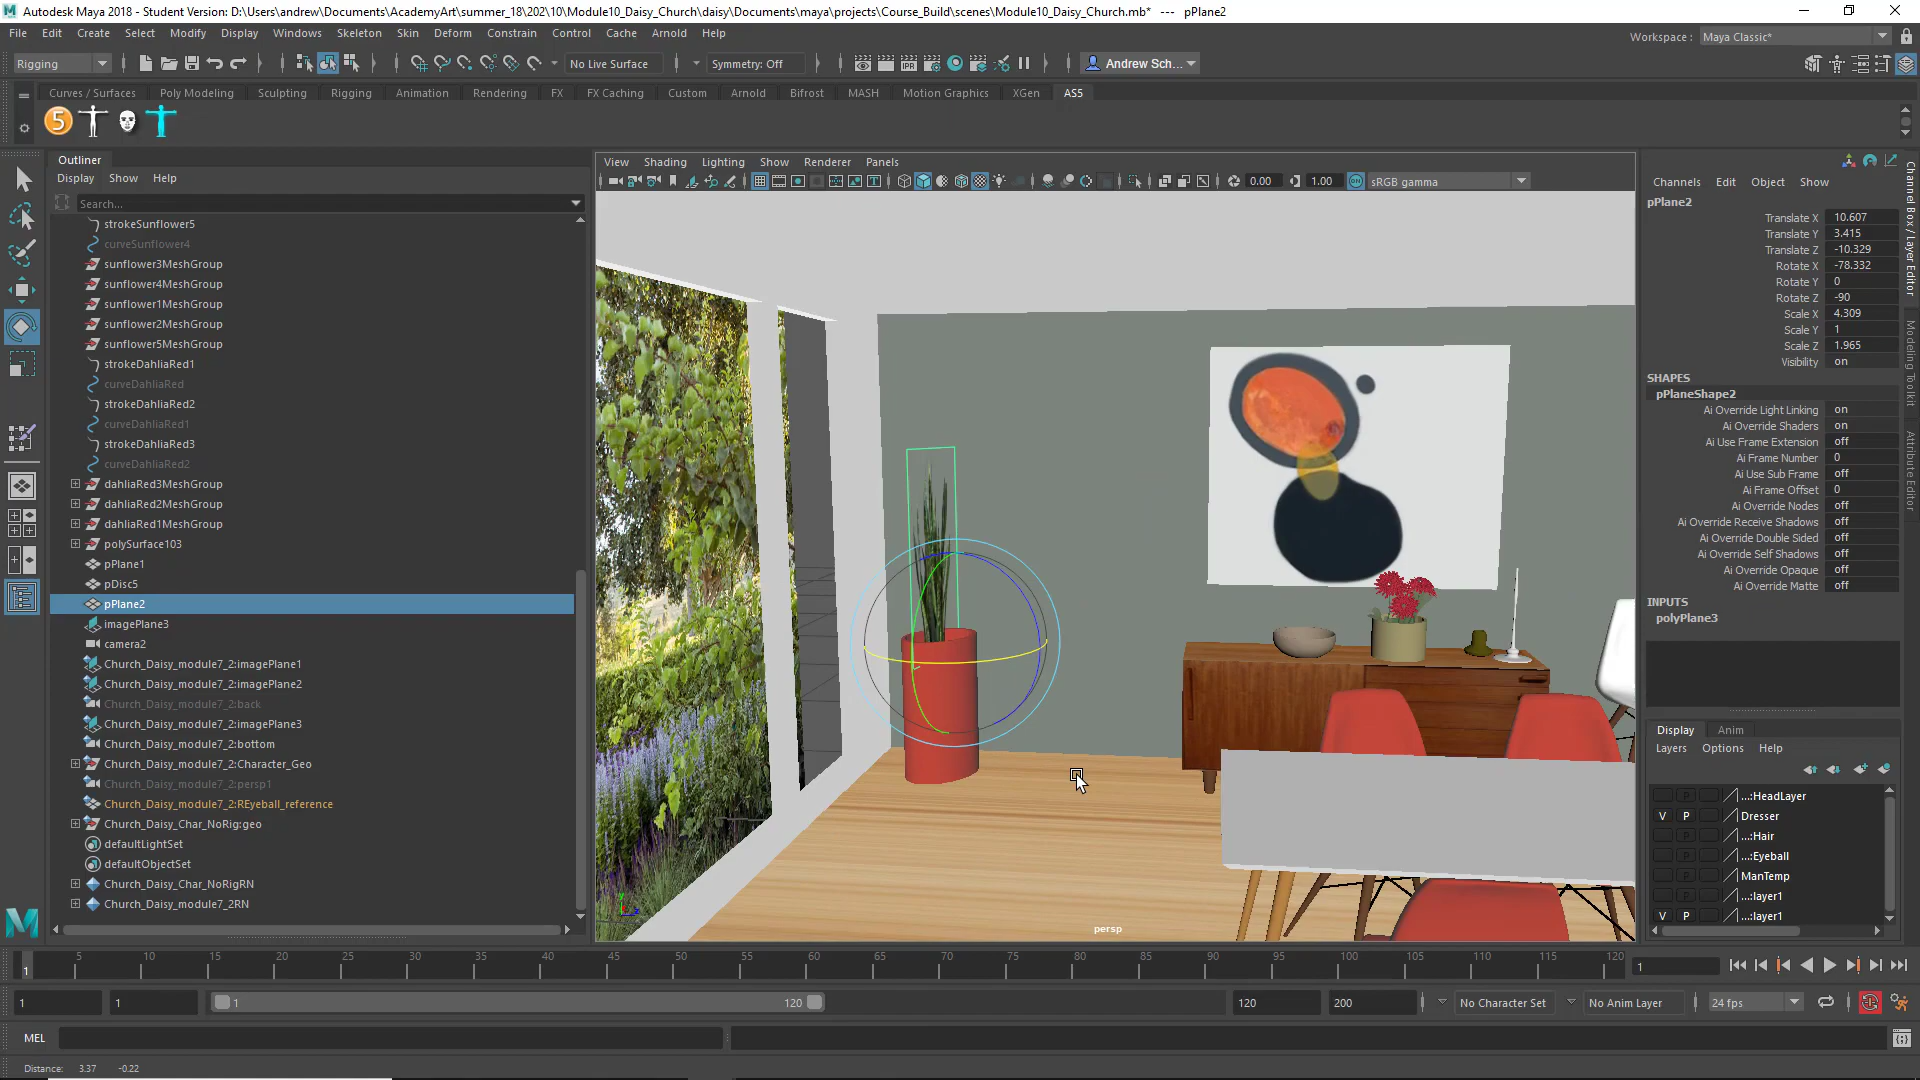 Autodesk Maya 2018 - Student Version: D:\Users\andrew\Documents\AcademyArt\summer_18\202\10\Module10_Daisy_Church\daisy\Documents\maya\projects\Course_Build\scenes\Module10_Daisy_Church.mb* --- pPlane2
File Edit Create Select Modify Display Windows Skeleton Skin Deform Constrain Control Cache Arnold Help
Workspace : Maya Classic*
Rigging
No Live Surface
Symmetry: Off
Andrew Sch...
Curves / Surfaces Poly Modeling Sculpting Rigging Animation Rendering FX FX Caching Custom Arnold Bifrost MASH Motion Graphics XGen AS5
5
Outliner
Display Show Help
Search...
strokeSunflower5
curveSunflower4
sunflower3MeshGroup
sunflower4MeshGroup
sunflower1MeshGroup
sunflower2MeshGroup
sunflower5MeshGroup
strokeDahliaRed1
curveDahliaRed
strokeDahliaRed2
curveDahliaRed1
strokeDahliaRed3
curveDahliaRed2
dahliaRed3MeshGroup
dahliaRed2MeshGroup
dahliaRed1MeshGroup
polySurface103
pPlane1
pDisc5
pPlane2
imagePlane3
camera2
Church_Daisy_module7_2:imagePlane1
Church_Daisy_module7_2:imagePlane2
Church_Daisy_module7_2:back
Church_Daisy_module7_2:imagePlane3
Church_Daisy_module7_2:bottom
Church_Daisy_module7_2:Character_Geo
Church_Daisy_module7_2:persp1
Church_Daisy_module7_2:REyeball_reference
Church_Daisy_Char_NoRig:geo
defaultLightSet
defaultObjectSet
Church_Daisy_Char_NoRigRN
Church_Daisy_module7_2RN
View Shading Lighting Show Renderer Panels
0.00
1.00
sRGB gamma
persp
Channels Edit Object Show
pPlane2
Translate X 10.607
Translate Y 3.415
Translate Z -10.329
Rotate X -78.332
Rotate Y 0
Rotate Z -90
Scale X 4.309
Scale Y 1
Scale Z 1.965
Visibility on
SHAPES
pPlaneShape2
Ai Override Light Linking on
Ai Override Shaders on
Ai Use Frame Extension off
Ai Frame Number 0
Ai Use Sub Frame off
Ai Frame Offset 0
Ai Override Nodes off
Ai Override Receive Shadows off
Ai Override Double Sided off
Ai Override Self Shadows off
Ai Override Opaque off
Ai Override Matte off
INPUTS
polyPlane3
Channel Box / Layer Editor
Modeling Toolkit
Attribute Editor
Display Anim
Layers Options Help
...:HeadLayer
V P Dresser
...:Hair
...:Eyeball
ManTemp
...:layer1
V P ...:layer1
5 10 15 20 25 30 35 40 45 50 55 60 65 70 75 80 85 90 95 100 105 110 115 120
1
1
1 1 1 120 120 200 No Character Set No Anim Layer 24 fps
MEL
Distance: 3.37 -0.22